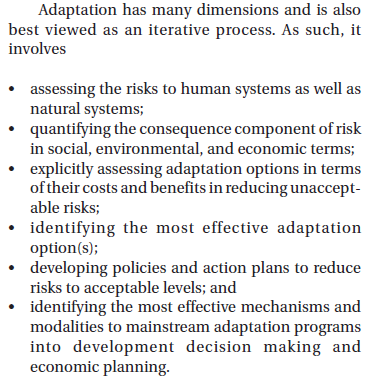 Adaptation has many dimensions and is also
best viewed as an iterative process. As such, it
involves
• assessing the risks to human systems as well as
natural systems;
• quantifying the consequence component of risk
in social, environmental, and economic terms;
• explicitly assessing adaptation options in terms
of their costs and benefits in reducing unaccept-
able risks;
• identifying the most effective adaptation
option(s);
• developing policies and action plans to reduce
risks to acceptable levels; and
• identifying the most effective mechanisms and
modalities to mainstream adaptation programs
into development decision making and
economic planning.